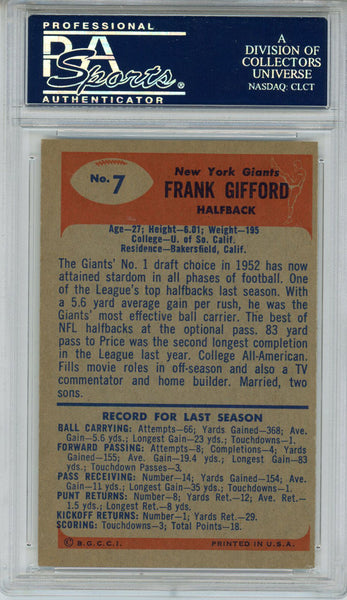 PROFESSIONAL
PSA
Sports
AUTHENTICATOR
A
DIVISION OF
COLLECTORS
UNIVERSE
NASDAQ: CLCT
No. 7
New York Giants
FRANK GIFFORD
HALFBACK
Age—27; Height—6.01; Weight—195
College—U. of So. Calif.
Residence—Bakersfield, Calif.
The Giants' No. 1 draft choice in 1952 has now
attained stardom in all phases of football. One
of the League's top halfbacks last season. With
a 5.6 yard average gain per rush, he was the
Giants' most effective ball carrier. The best of
NFL halfbacks at the optional pass. 83 yard
pass to Price was the second longest completion
in the League last year. College All-American.
Fills movie roles in off-season and also a TV
commentator and home builder. Married, two
sons.
RECORD FOR LAST SEASON
BALL CARRYING: Attempts—66; Yards Gained—368; Ave.
Gain—5.6 yds.; Longest Gain—23 yds.; Touchdowns—1.
FORWARD PASSING: Attempts—8; Completions—4; Yards
Gained—155; Ave. Gain—19.4 yds.; Longest Gain—83
yds.; Touchdown Passes—3.
PASS RECEIVING: Number—14; Yards Gained—154; Ave.
Gain—11 yds.; Longest Gain—31 yds.; Touchdowns—1.
PUNT RETURNS: Number—8; Yards Ret.—12; Ave. Ret.—
1.5 yds.; Longest Ret.—8 yds.
KICKOFF RETURNS: Number—1; Yards Ret.—29.
SCORING: Touchdowns—3; Total Points—18.
© B.G.C.C.I. PRINTED IN U.S.A.